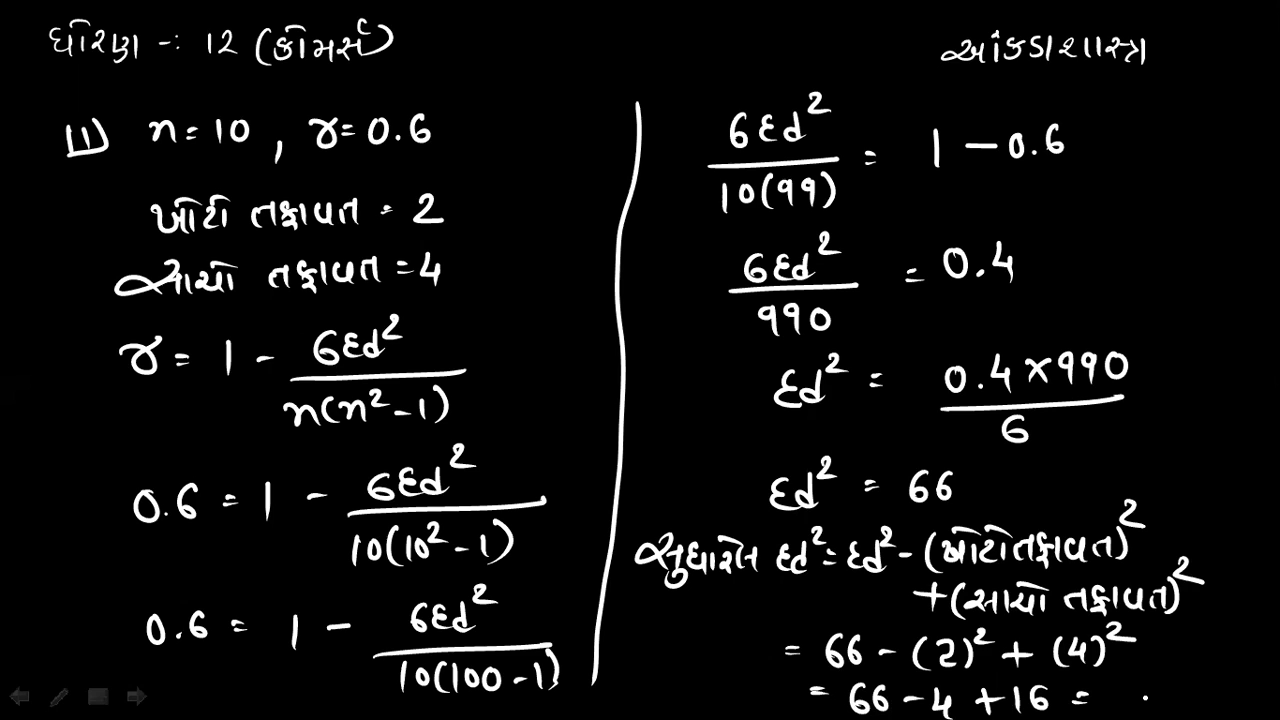 ધોરણ -: 12 (કોમર્સ)
આંકડાશાસ્ત્ર
(11) n = 10 , r = 0.6
ખોટો તફાવત = 2
સાચો તફાવત = 4
r = 1 - 6Σd² / n(n² - 1)
0.6 = 1 - 6Σd² / 10(10² - 1)
0.6 = 1 - 6Σd² / 10(100 - 1)
6Σd² / 10(99) = 1 - 0.6
6Σd² / 990 = 0.4
Σd² = 0.4 × 990 / 6
Σd² = 66
સુધારેલ Σd² = Σd² - (ખોટો તફાવત)²
+ (સાચો તફાવત)²
= 66 - (2)² + (4)²
= 66 - 4 + 16 =